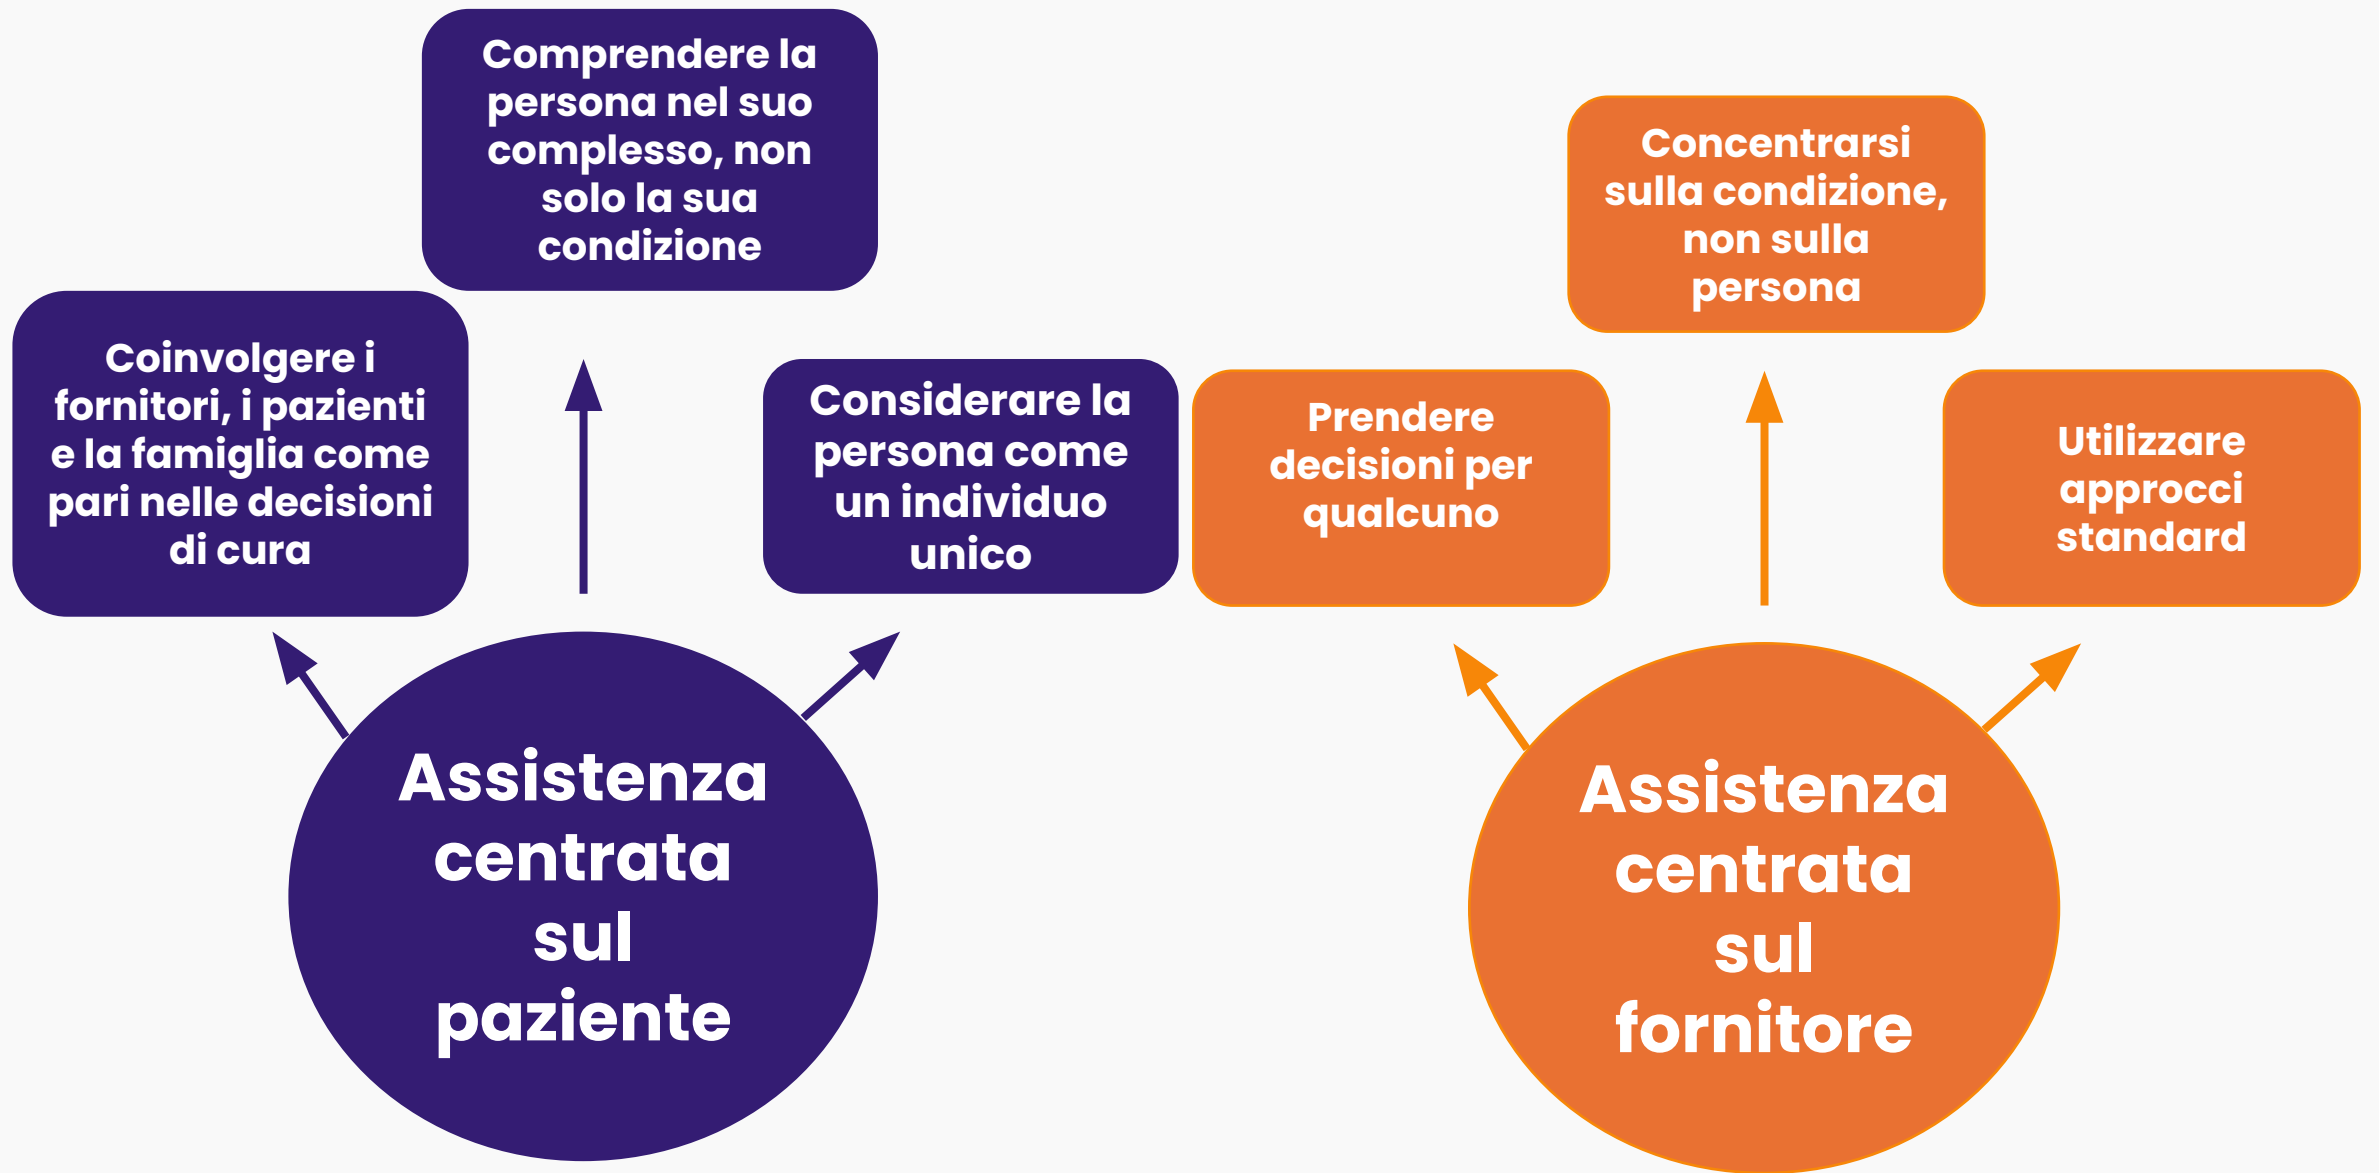 Comprendere la
persona nel suo
complesso, non
solo la sua
condizione
Coinvolgere i
fornitori, i pazienti
e la famiglia come
pari nelle decisioni
di cura
Considerare la
persona come
un individuo
unico
Assistenza
centrata
sul
paziente
Concentrarsi
sulla condizione,
non sulla
persona
Prendere
decisioni per
qualcuno
Utilizzare
approcci
standard
Assistenza
centrata
sul
fornitore